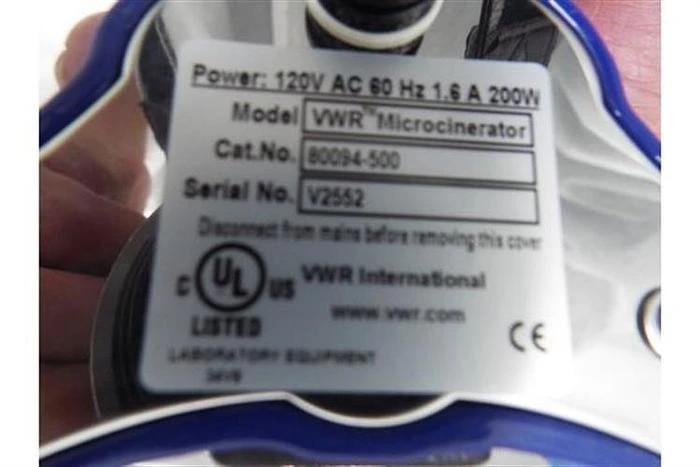 Power: 120V AC 60 Hz 1.6 A 200W
Model VWR™ Microcinerator
Cat.No. 80094-500
Serial No. V2552
Disconnect from mains before removing this cover
C UL US VWR International
www.vwr.com
LISTED CE
LABORATORY EQUIPMENT